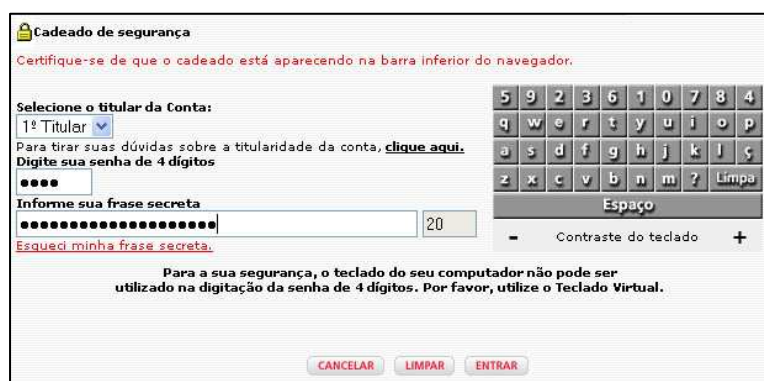 Cadeado de segurança
Certifique-se de que o cadeado está aparecendo na barra inferior do navegador.
Selecione o titular da Conta:
1º Titular
Para tirar suas dúvidas sobre a titularidade da conta, clique aqui.
Digite sua senha de 4 dígitos
••••
Informe sua frase secreta
••••••••••••••••••••
20
Esqueci minha frase secreta.
5 9 2 3 6 1 0 7 8 4
q w e r t y u i o p
a s d f g h j k l ç
z x c v b n m ? Limpa
Espaço
- Contraste do teclado +
Para a sua segurança, o teclado do seu computador não pode ser
utilizado na digitação da senha de 4 dígitos. Por favor, utilize o Teclado Virtual.
CANCELAR LIMPAR ENTRAR